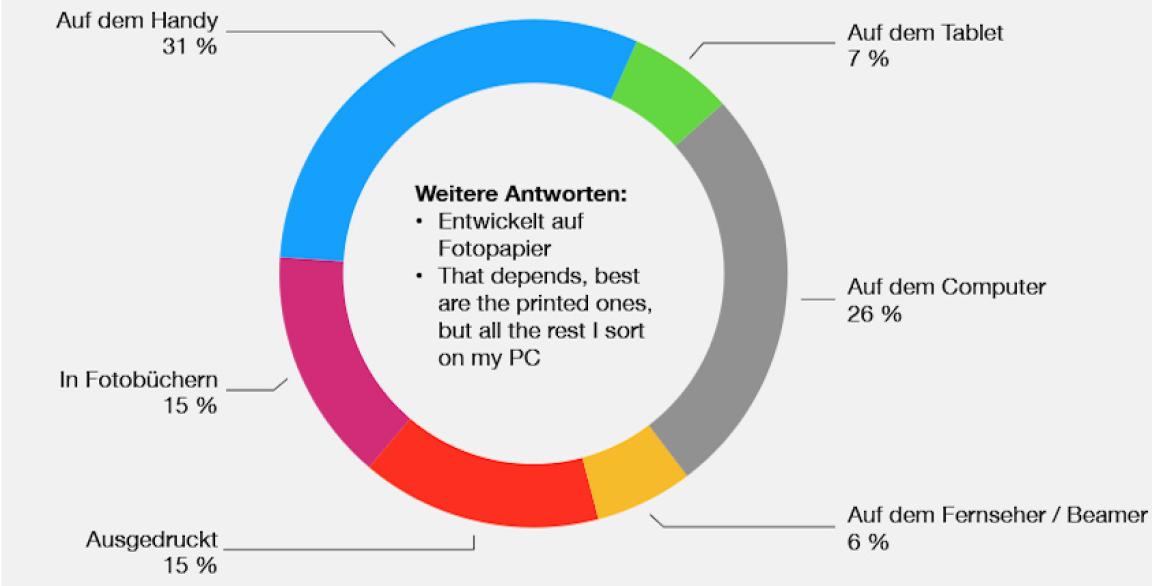 Auf dem Handy
31 %
Auf dem Tablet
7 %
Weitere Antworten:
• Entwickelt auf
Fotopapier
• That depends, best
are the printed ones,
but all the rest I sort
on my PC
Auf dem Computer
26 %
In Fotobüchern
15 %
Auf dem Fernseher / Beamer
6 %
Ausgedruckt
15 %